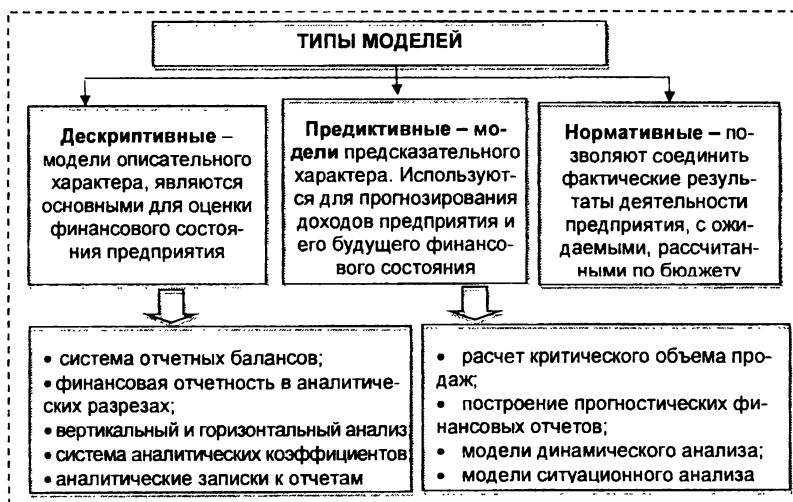 ТИПЫ МОДЕЛЕЙ
Дескриптивные –
модели описательного
характера, являются
основными для оценки
финансового состоя-
ния предприятия
Предиктивные – мо-
дели предсказательного
характера. Используют-
ся для прогнозирования
доходов предприятия и
его будущего финансо-
вого состояния
Нормативные – по-
зволяют соединить
фактические резуль-
таты деятельности
предприятия, с ожи-
даемыми, рассчитан-
ными по бюджету
• система отчетных балансов;
• финансовая отчетность в аналитиче-
ских разрезах;
• вертикальный и горизонтальный анализ;
• система аналитических коэффициентов;
• аналитические записки к отчетам
• расчет критического объема про-
даж;
• построение прогностических фи-
нансовых отчетов;
• модели динамического анализа;
• модели ситуационного анализа